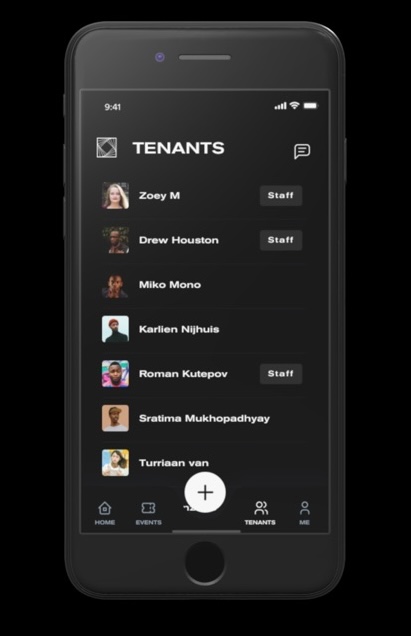 9:41
TENANTS
Zoey M
Staff
Drew Houston
Staff
Miko Mono
Karlien Nijhuis
Roman Kutepov
Staff
Sratima Mukhopadhyay
Turriaan van
HOME
EVENTS
TENANTS
ME